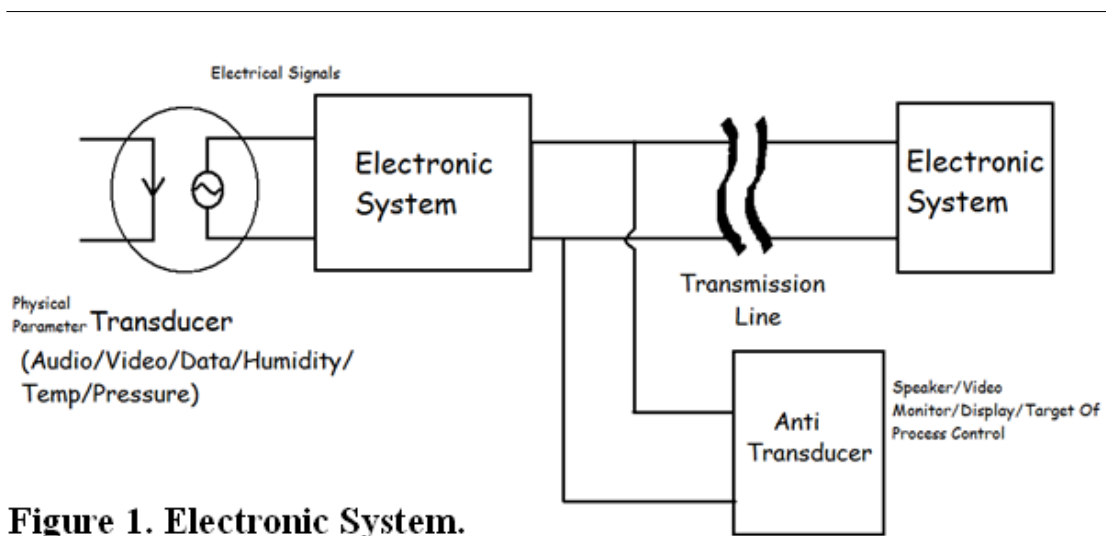 Electrical Signals
Electronic
System
Electronic
System
Transmission
Line
Physical
Parameter Transducer
(Audio/Video/Data/Humidity/
Temp/Pressure)
Anti
Transducer
Speaker/Video
Monitor/Display/Target Of
Process Control
Figure 1. Electronic System.